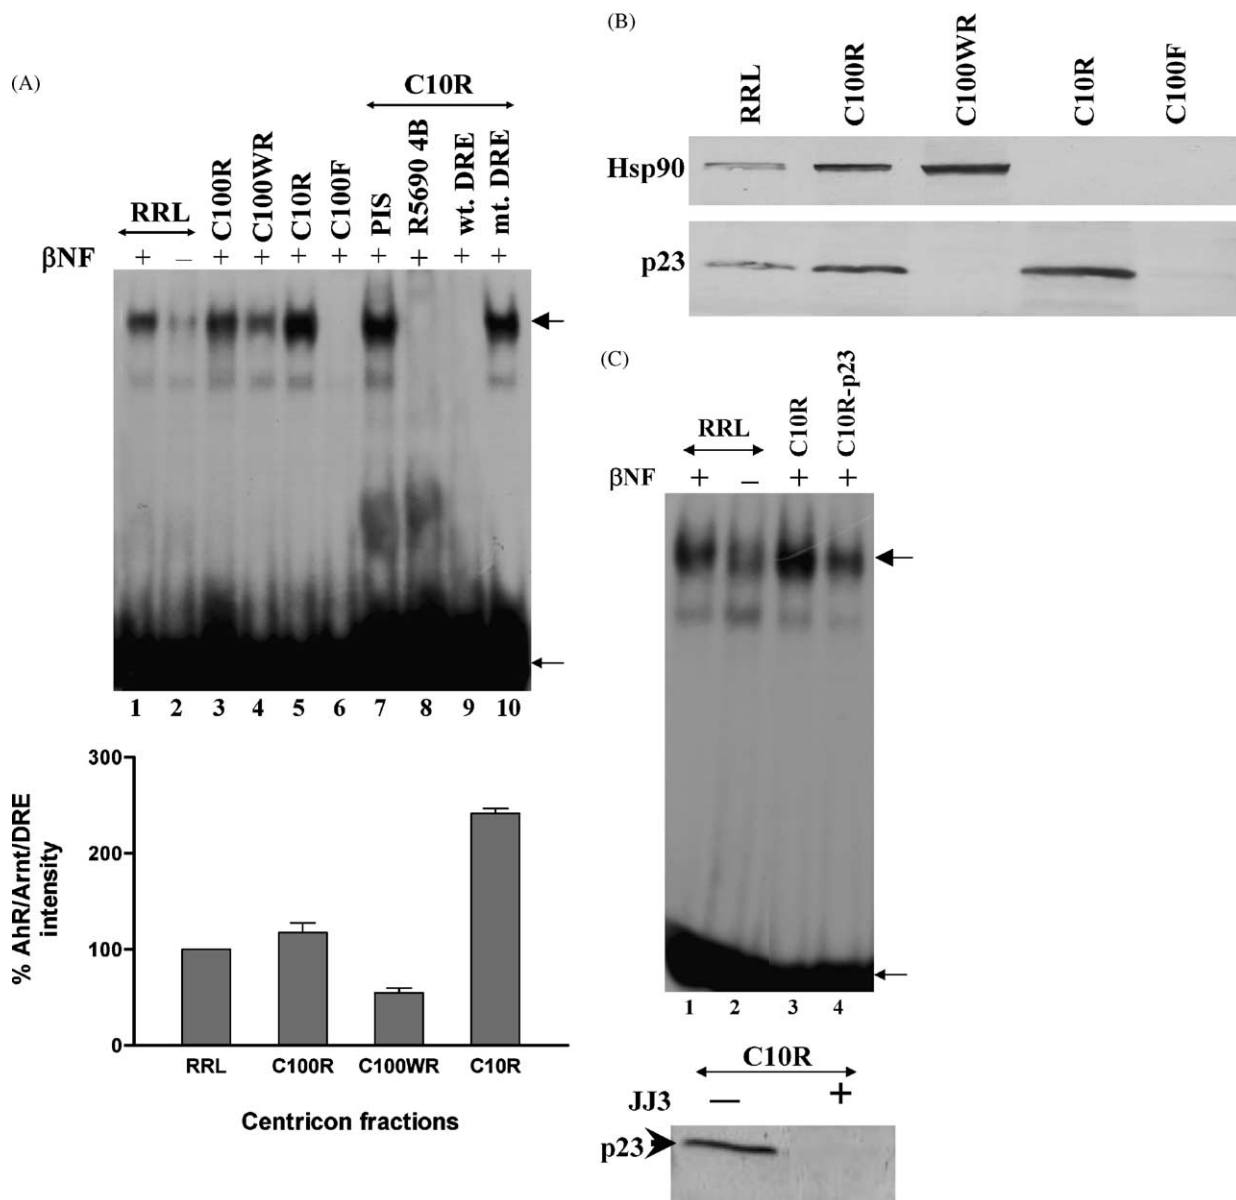 (A)
C10R
RRL
C100R
C100WR
C10R
C100F
PIS
R5690 4B
wt. DRE
mt. DRE
βNF + – + + + + + + + +
1 2 3 4 5 6 7 8 9 10
300
200
100
0
% AhR/Arnt/DRE
intensity
RRL C100R C100WR C10R
Centricon fractions
(B)
RRL
C100R
C100WR
C10R
C100F
Hsp90
p23
(C)
RRL
C10R
C10R-p23
βNF + – + +
1 2 3 4
C10R
JJ3 – +
p23